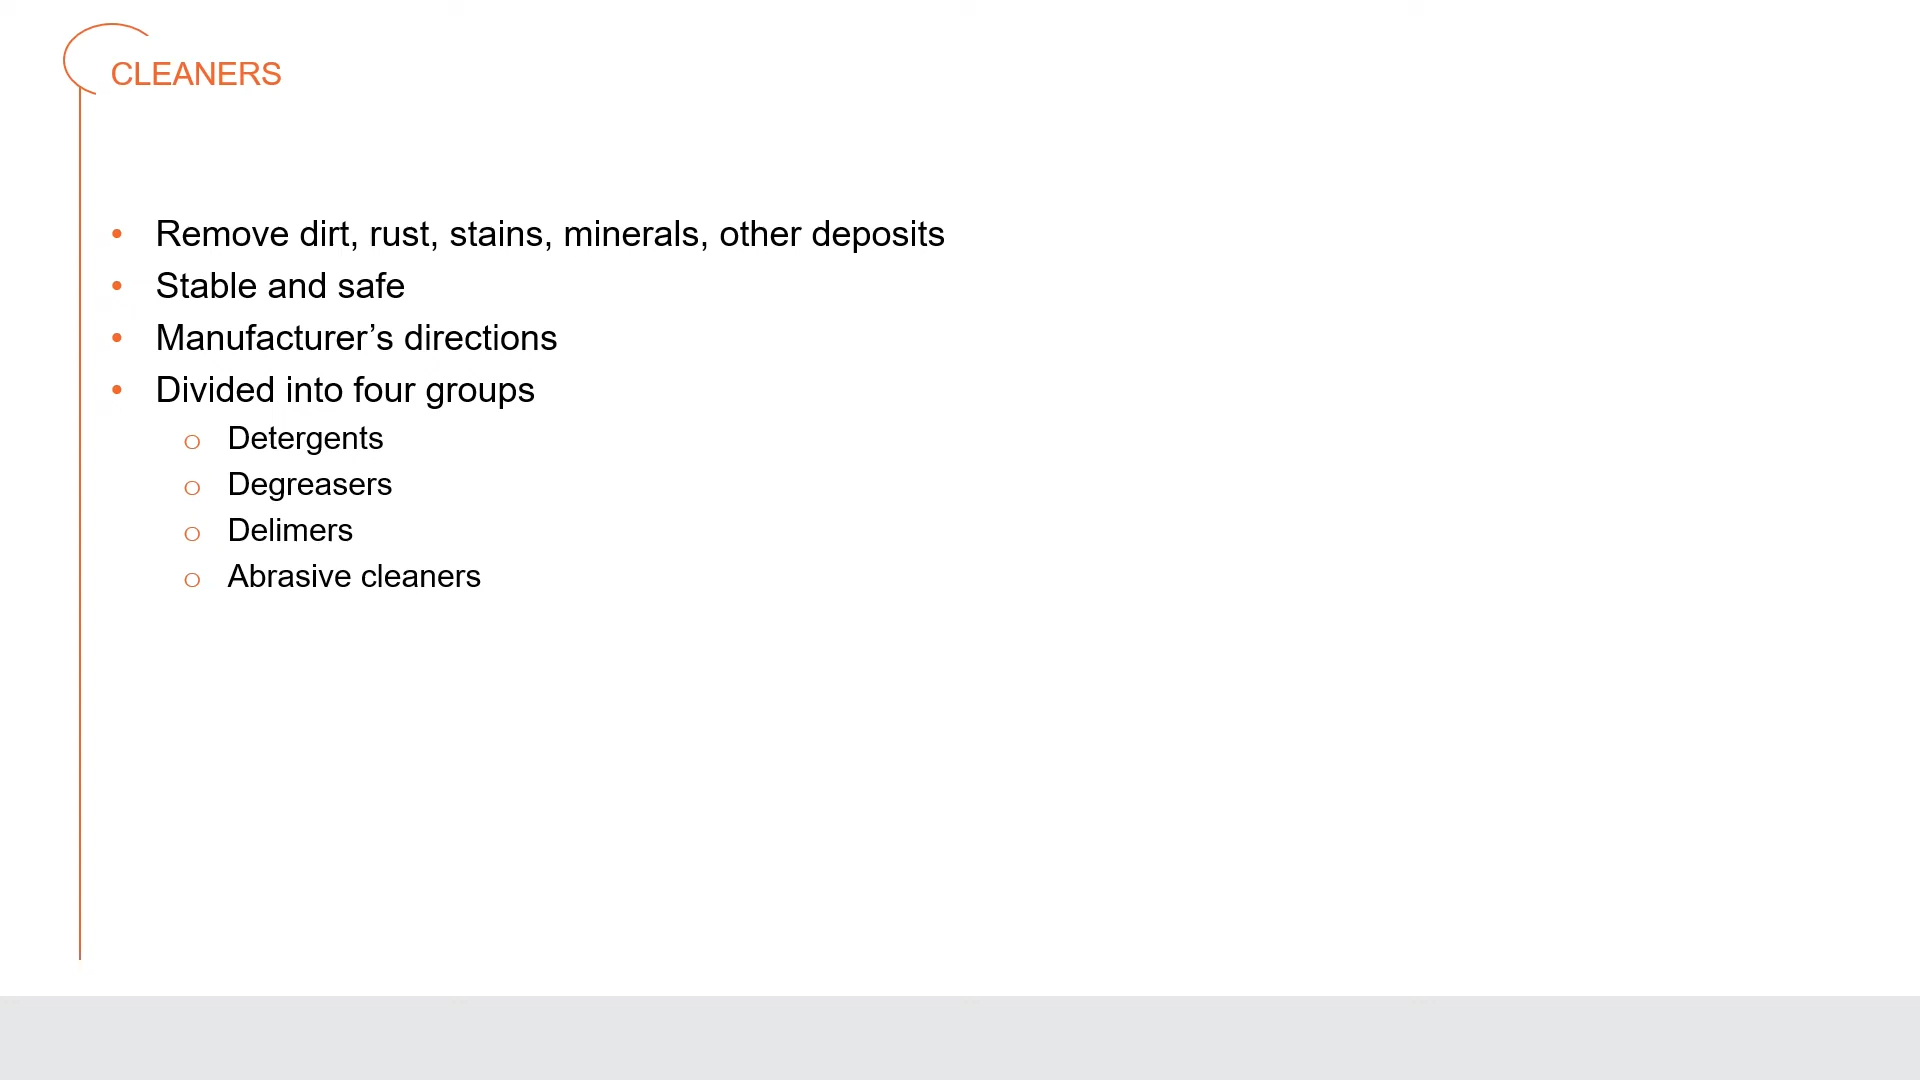 CLEANERS
• Remove dirt, rust, stains, minerals, other deposits
• Stable and safe
• Manufacturer’s directions
• Divided into four groups
o Detergents
o Degreasers
o Delimers
o Abrasive cleaners